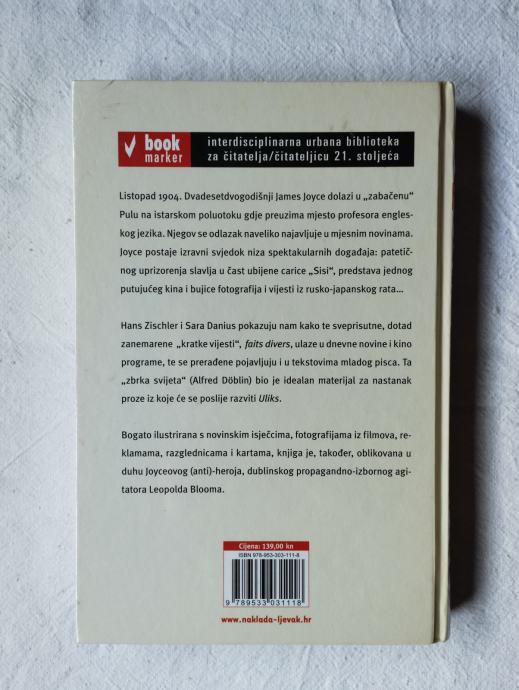 book
marker
interdisciplinarna urbana biblioteka
za čitatelja/čitateljicu 21. stoljeća
Listopad 1904. Dvadesetdvogodišnji James Joyce dolazi u „zabačenu“
Pulu na istarskom poluotoku gdje preuzima mjesto profesora engles-
kog jezika. Njegov se odlazak naveliko najavljuje u mjesnim novinama.
Joyce postaje izravni svjedok niza spektakularnih događaja: patetič-
nog uprizorenja slavlja u čast ubijene carice „Sisi“, predstava jednog
putujućeg kina i bujice fotografija i vijesti iz rusko-japanskog rata...
Hans Zischler i Sara Danius pokazuju nam kako te sveprisutne, dotad
zanemarene „kratke vijesti“, faits divers, ulaze u dnevne novine i kino
programe, te se prerađene pojavljuju i u tekstovima mladog pisca. Ta
„zbrka svijeta“ (Alfred Döblin) bio je idealan materijal za nastanak
proze iz koje će se poslije razviti Uliks.
Bogato ilustrirana s novinskim isječcima, fotografijama iz filmova, re-
klamama, razglednicama i kartama, knjiga je, također, oblikovana u
duhu Joyceovog (anti)-heroja, dublinskog propagandno-izbornog agi-
tatora Leopolda Blooma.
Cijena: 139,00 kn
ISBN 978-953-303-111-8
9 789533 031118
www.naklada-ljevak.hr